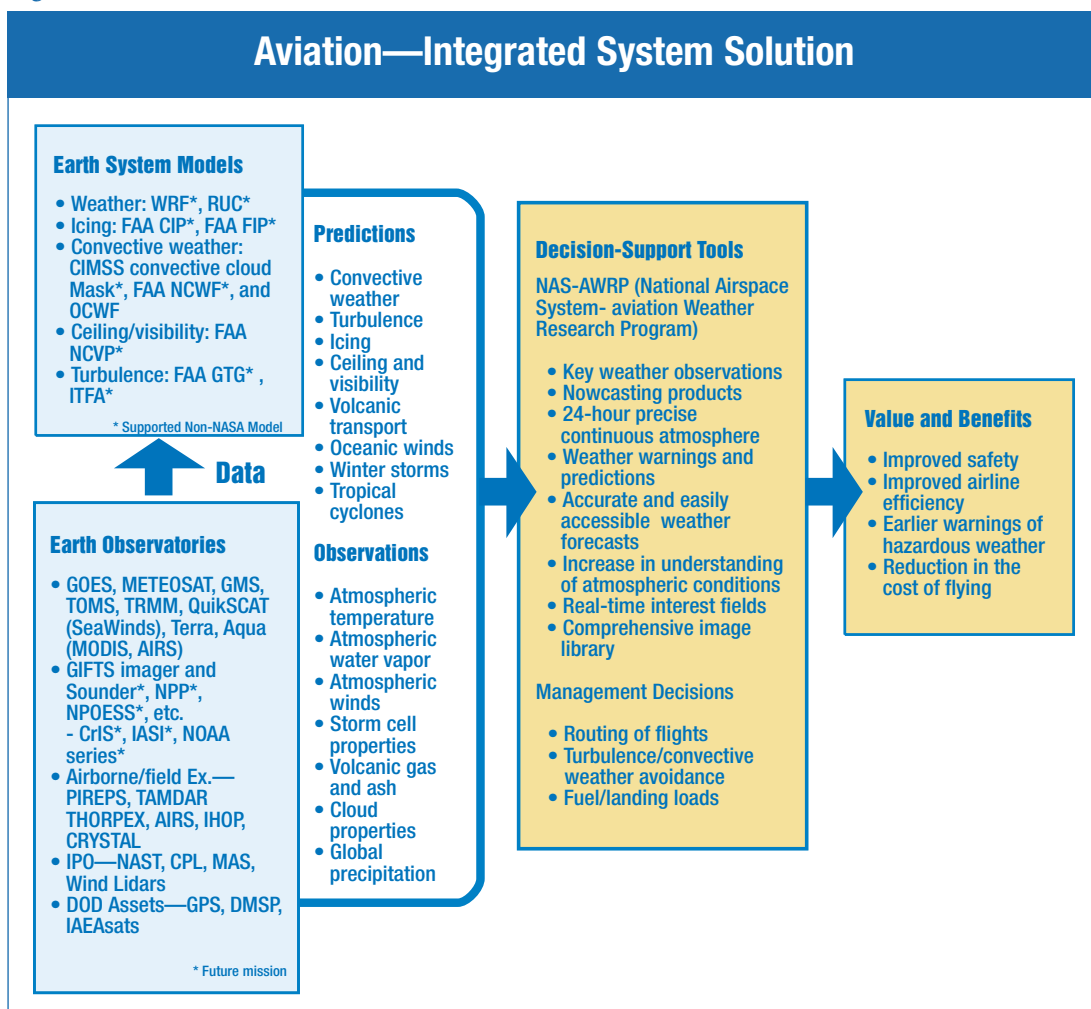 Aviation—Integrated System Solution
Earth System Models
• Weather: WRF*, RUC*
• Icing: FAA CIP*, FAA FIP*
• Convective weather:
CIMSS convective cloud
Mask*, FAA NCWF*, and
OCWF
• Ceiling/visibility: FAA
NCVP*
• Turbulence: FAA GTG* ,
ITFA*
* Supported Non-NASA Model
Data
Earth Observatories
• GOES, METEOSAT, GMS,
TOMS, TRMM, QuikSCAT
(SeaWinds), Terra, Aqua
(MODIS, AIRS)
• GIFTS imager and
Sounder*, NPP*,
NPOESS*, etc.
- CrIS*, IASI*, NOAA
series*
• Airborne/field Ex.—
PIREPS, TAMDAR
THORPEX, AIRS, IHOP,
CRYSTAL
• IPO—NAST, CPL, MAS,
Wind Lidars
• DOD Assets—GPS, DMSP,
IAEAsats
* Future mission
Predictions
• Convective
weather
• Turbulence
• Icing
• Ceiling and
visibility
• Volcanic
transport
• Oceanic winds
• Winter storms
• Tropical
cyclones
Observations
• Atmospheric
temperature
• Atmospheric
water vapor
• Atmospheric
winds
• Storm cell
properties
• Volcanic gas
and ash
• Cloud
properties
• Global
precipitation
Decision-Support Tools
NAS-AWRP (National Airspace
System- aviation Weather
Research Program)
• Key weather observations
• Nowcasting products
• 24-hour precise
continuous atmosphere
• Weather warnings and
predictions
• Accurate and easily
accessible weather
forecasts
• Increase in understanding
of atmospheric conditions
• Real-time interest fields
• Comprehensive image
library
Management Decisions
• Routing of flights
• Turbulence/convective
weather avoidance
• Fuel/landing loads
Value and Benefits
• Improved safety
• Improved airline
efficiency
• Earlier warnings of
hazardous weather
• Reduction in the
cost of flying